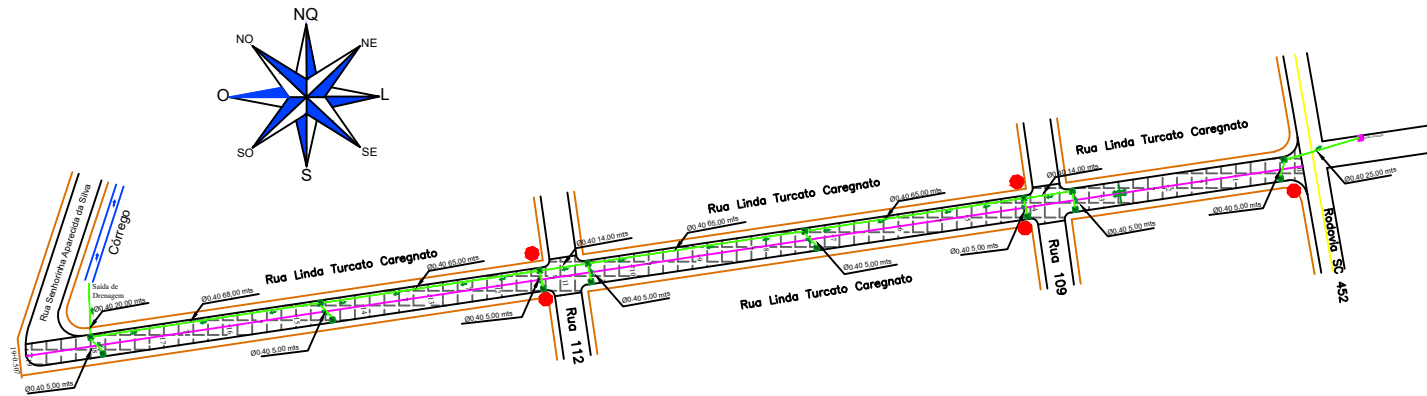 NQ
NO
NE
O
L
SO
SE
S
Rua Senhorinha Aparecida da Silva
Córrego
Saída de
Drenagem
Ø0.40 20,00 mts
Ø0.40 68,00 mts
Rua Linda Turcato Caregnato
Ø0.40 65,00 mts
Ø0.40 14,00 mts
Ø0.40 65,00 mts
Rua Linda Turcato Caregnato
Ø0.40 65,00 mts
Ø0.40 14,00 mts
Rua Linda Turcato Caregnato
Ø0.40 25,00 mts
Ø0.40 5,00 mts
Ø0.40 5,00 mts
Ø0.40 5,00 mts
Ø0.40 5,00 mts
Rua Linda Turcato Caregnato
Ø0.40 5,00 mts
Ø0.40 5,00 mts
Ø0.40 5,00 mts
Ø0.40 5,00 mts
Ø0.40 5,00 mts
Rua 112
Rua 109
Rodovia SC 452